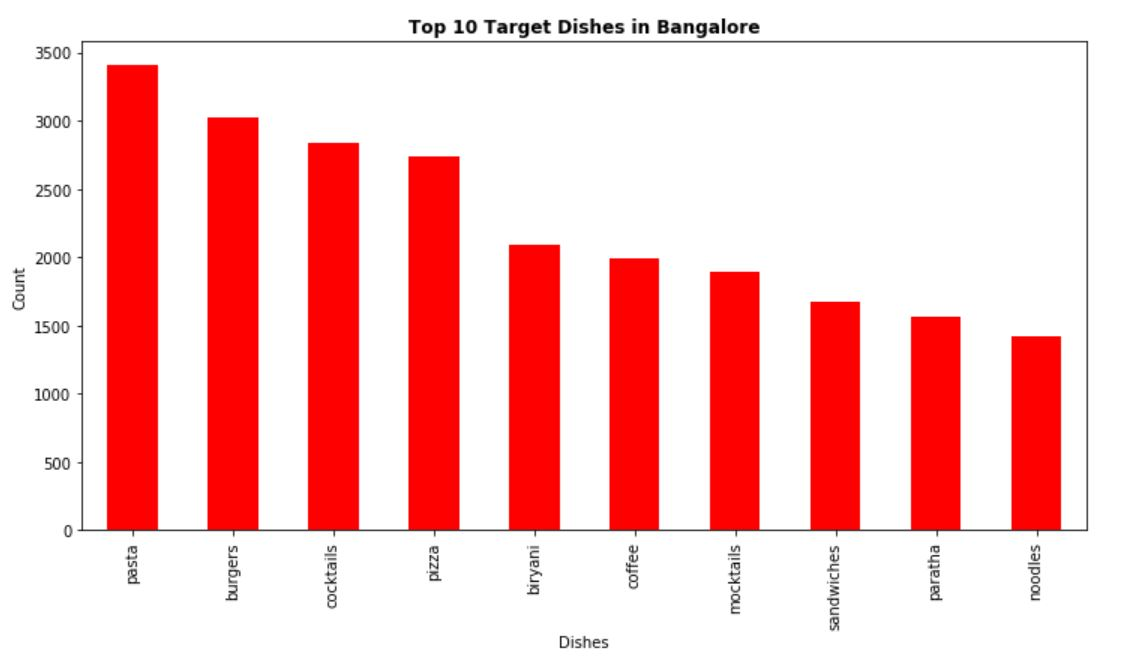 Top 10 Target Dishes in Bangalore
3500
3000
2500
2000
1500
1000
500
0
Count
pasta
burgers
cocktails
pizza
biryani
coffee
mocktails
sandwiches
paratha
noodles
Dishes